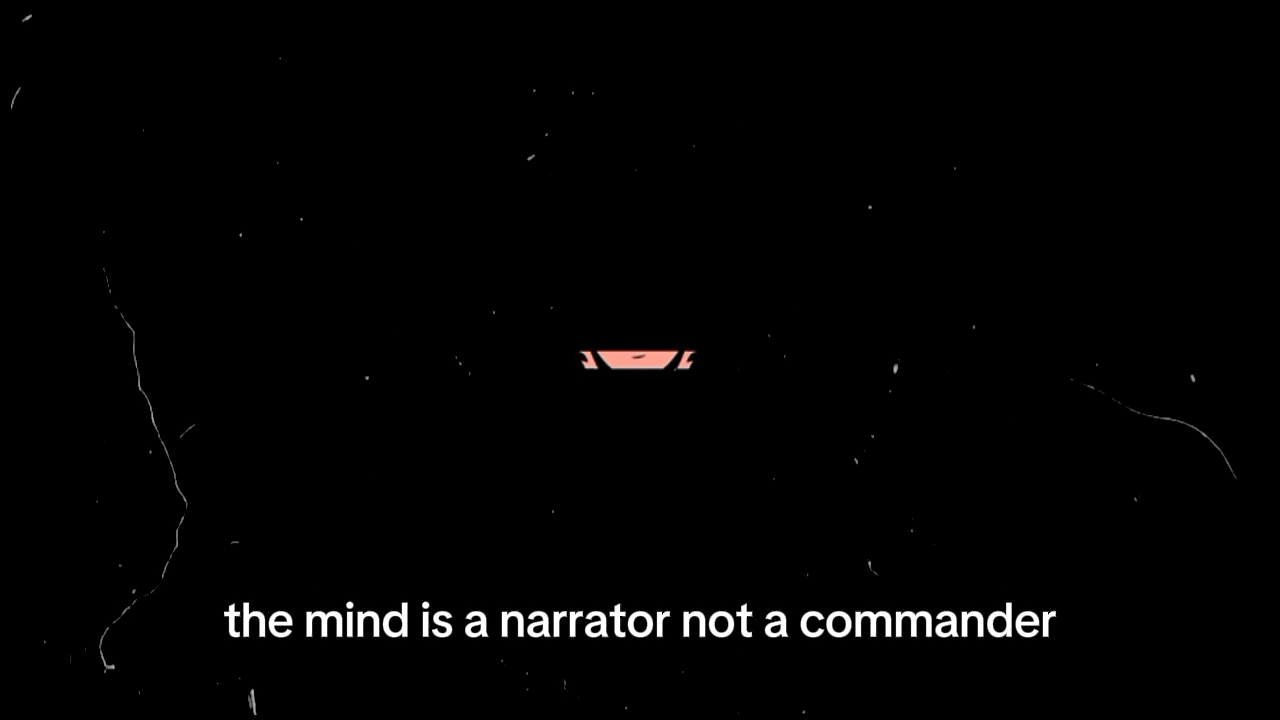 the mind is a narrator not a commander